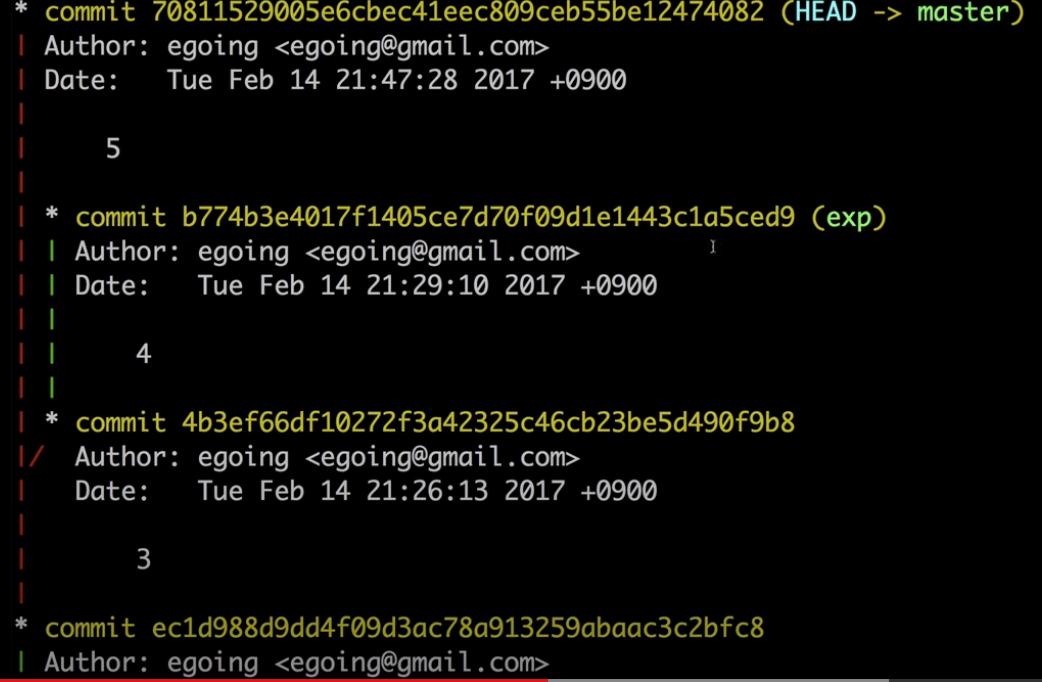 * commit 70811529005e6cbec41eec809ceb55be12474082 (HEAD -> master)
| Author: egoing <egoing@gmail.com>
| Date:   Tue Feb 14 21:47:28 2017 +0900
|
|     5
|
| * commit b774b3e4017f1405ce7d70f09d1e1443c1a5ced9 (exp)
| | Author: egoing <egoing@gmail.com>
| | Date:   Tue Feb 14 21:29:10 2017 +0900
| |
| |     4
| |
| * commit 4b3ef66df10272f3a42325c46cb23be5d490f9b8
|/  Author: egoing <egoing@gmail.com>
|   Date:   Tue Feb 14 21:26:13 2017 +0900
|
|       3
|
* commit ec1d988d9dd4f09d3ac78a913259abaac3c2bfc8
| Author: egoing <egoing@gmail.com>